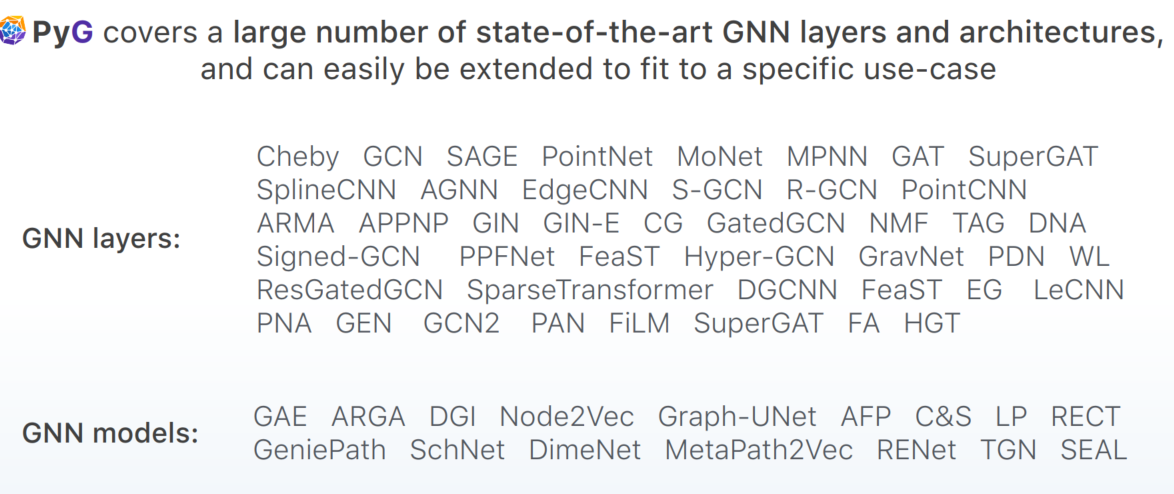 PyG covers a large number of state-of-the-art GNN layers and architectures,
and can easily be extended to fit to a specific use-case
GNN layers:
Cheby GCN SAGE PointNet MoNet MPNN GAT SuperGAT
SplineCNN AGNN EdgeCNN S-GCN R-GCN PointCNN
ARMA APPNP GIN GIN-E CG GatedGCN NMF TAG DNA
Signed-GCN PPFNet FeaST Hyper-GCN GravNet PDN WL
ResGatedGCN SparseTransformer DGCNN FeaST EG LeCNN
PNA GEN GCN2 PAN FiLM SuperGAT FA HGT
GNN models:
GAE ARGA DGI Node2Vec Graph-UNet AFP C&S LP RECT
GeniePath SchNet DimeNet MetaPath2Vec RENet TGN SEAL